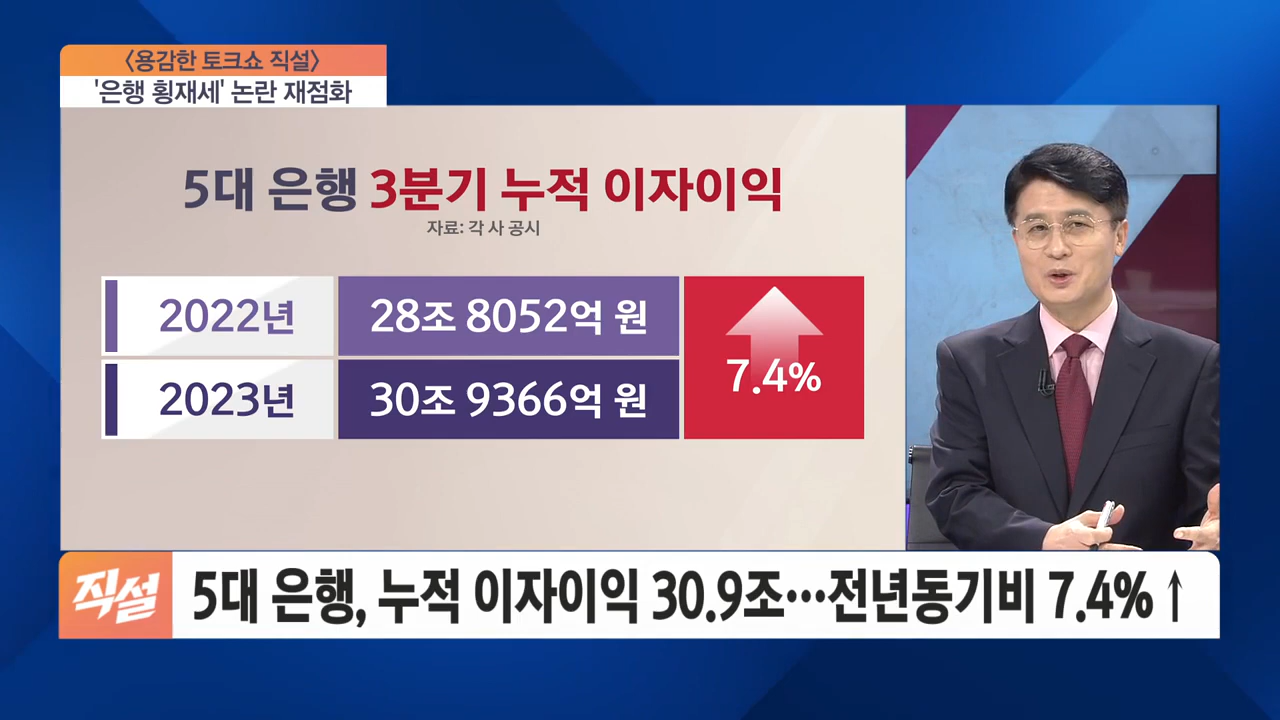 〈용감한 토크쇼 직설〉
'은행 횡재세' 논란 재점화
5대 은행 3분기 누적 이자이익
자료: 각 사 공시
2022년 28조 8052억 원
7.4%
2023년 30조 9366억 원
직설
5대 은행, 누적 이자이익 30.9조…전년동기비 7.4%↑